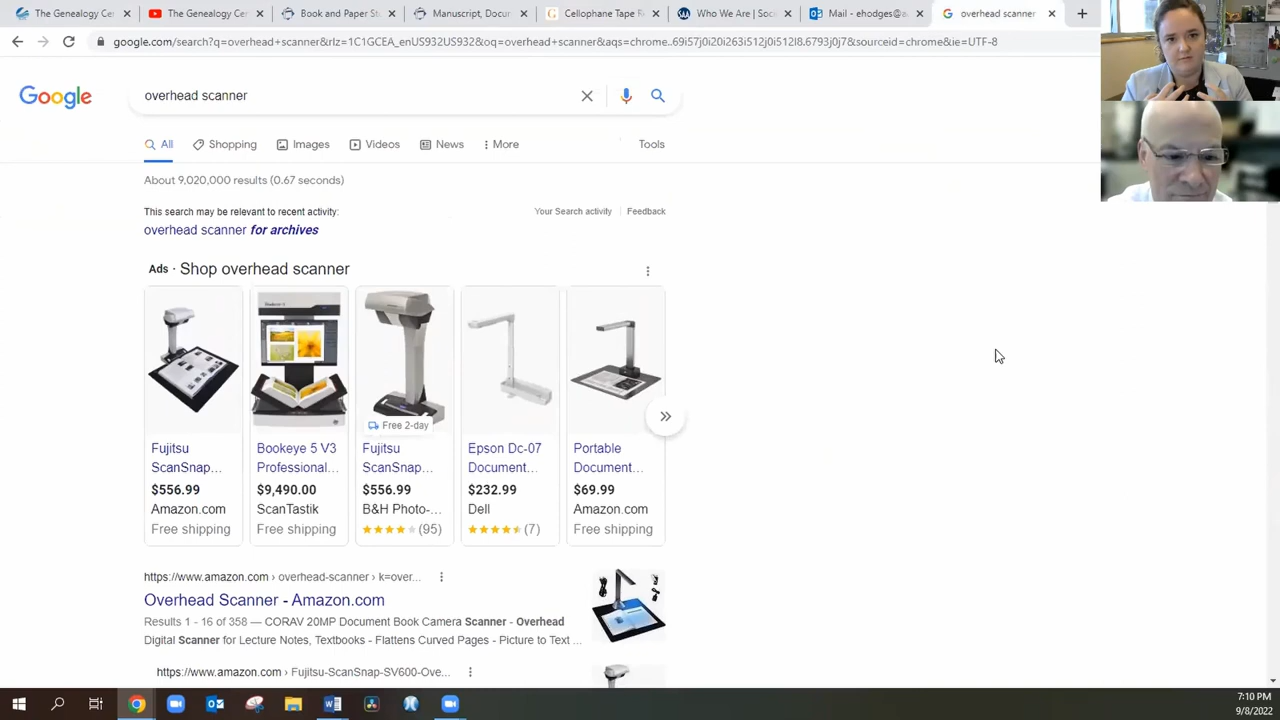 The Genealogy Ce
The Genealogy Ce
Book and Paper St
Manuscript, Docum
Cellophane Tape R
Who We Are | Soci
Mail - ehodges@a
overhead scanner
google.com/search?q=overhead+scanner&rlz=1C1GCEA_enUS932US932&oq=overhead+scanner&aqs=chrome..69i57j0i20i263i512j0i512l8.6793j0j7&sourceid=chrome&ie=UTF-8
Google
overhead scanner
All Shopping Images Videos News More Tools
About 9,020,000 results (0.67 seconds)
This search may be relevant to recent activity: Your Search activity Feedback
overhead scanner for archives
Ads · Shop overhead scanner
Free 2-day
Fujitsu
ScanSnap...
$556.99
Amazon.com
Free shipping
Bookeye 5 V3
Professional...
$9,490.00
ScanTastik
Free shipping
Fujitsu
ScanSnap...
$556.99
B&H Photo-...
(95)
Epson Dc-07
Document...
$232.99
Dell
(7)
Portable
Document...
$69.99
Amazon.com
Free shipping
https://www.amazon.com › overhead-scanner › k=over...
Overhead Scanner - Amazon.com
Results 1 - 16 of 358 — CORAV 20MP Document Book Camera Scanner - Overhead
Digital Scanner for Lecture Notes, Textbooks - Flattens Curved Pages - Picture to Text ...
https://www.amazon.com › Fujitsu-ScanSnap-SV600-Ove...
7:10 PM
9/8/2022